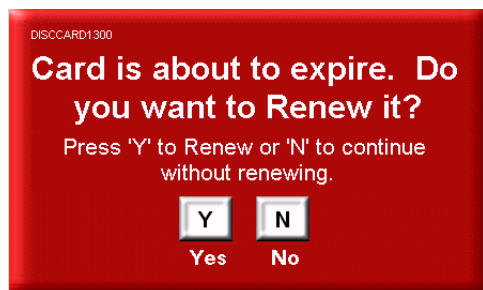 DISCCARD1300
Card is about to expire.  Do
you want to Renew it?
Press 'Y' to Renew or 'N' to continue
without renewing.
Y N
Yes No